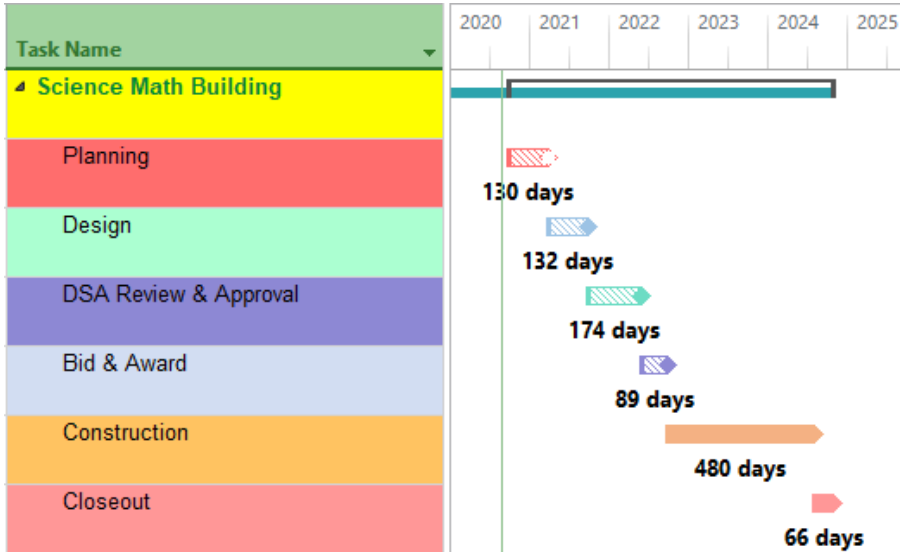 2020 2021 2022 2023 2024 2025
Task Name
Science Math Building
Planning
130 days
Design
132 days
DSA Review & Approval
174 days
Bid & Award
89 days
Construction
480 days
Closeout
66 days